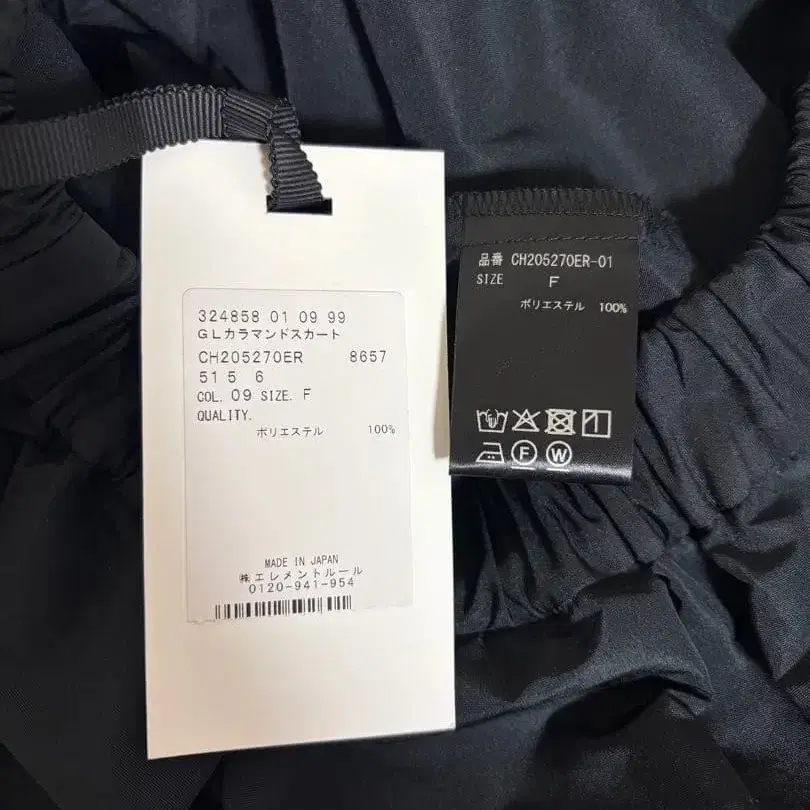 324858 01 09 99
GLカラマンドスカート
CH205270ER 8657
51 5 6
COL. 09 SIZE. F
QUALITY.
ポリエステル 100%
MADE IN JAPAN
㈱エレメントルール
0120-941-954
品番 CH205270ER-01
SIZE F
ポリエステル 100%
F W